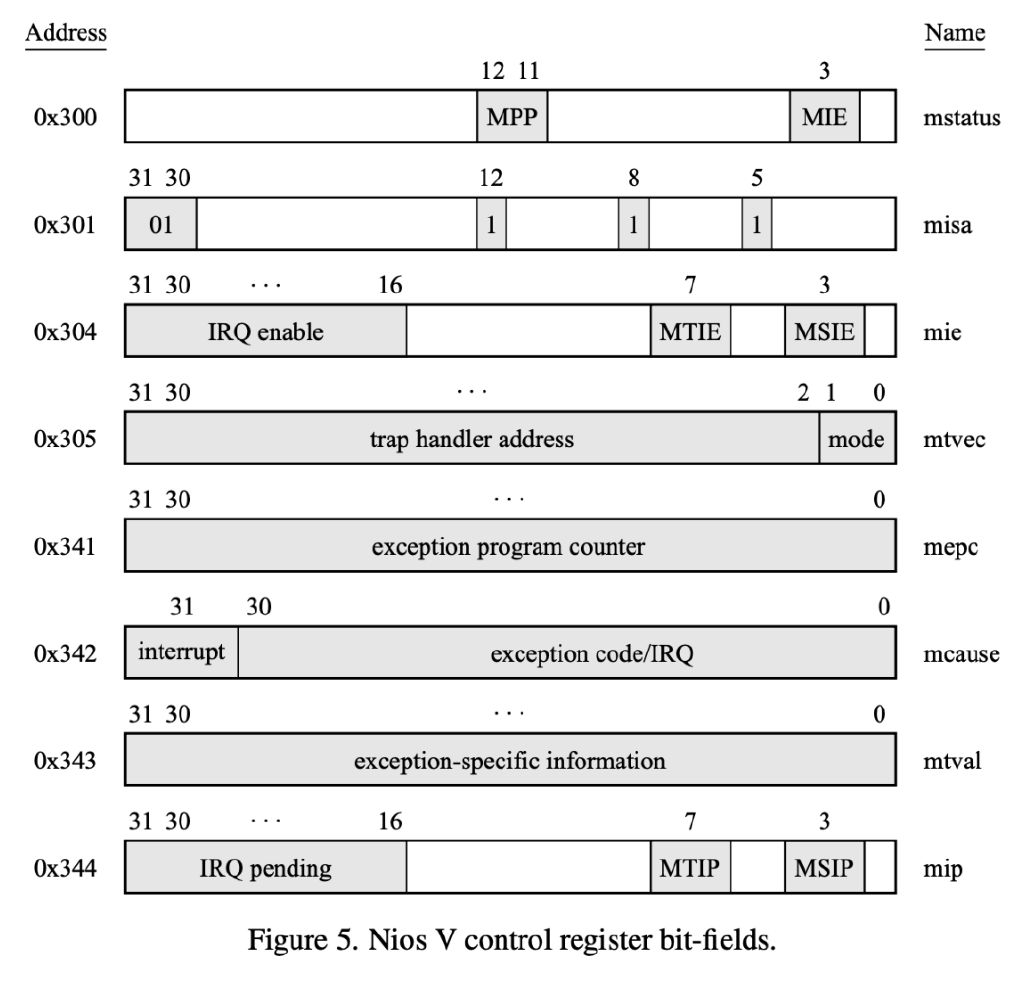 Address Name
12 11 3
0x300 MPP MIE mstatus
31 30 12 8 5
0x301 01 1 1 1 misa
31 30 · · · 16 7 3
0x304 IRQ enable MTIE MSIE mie
31 30 · · · 2 1 0
0x305 trap handler address mode mtvec
31 30 · · · 0
0x341 exception program counter mepc
31 30 0
0x342 interrupt exception code/IRQ mcause
31 30 · · · 0
0x343 exception-specific information mtval
31 30 · · · 16 7 3
0x344 IRQ pending MTIP MSIP mip
Figure 5. Nios V control register bit-fields.